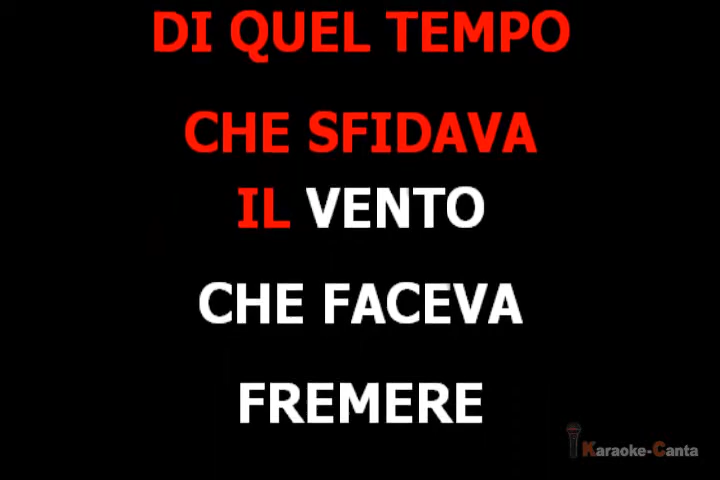 DI QUEL TEMPO
CHE SFIDAVA
IL VENTO
CHE FACEVA
FREMERE
Karaoke-Canta